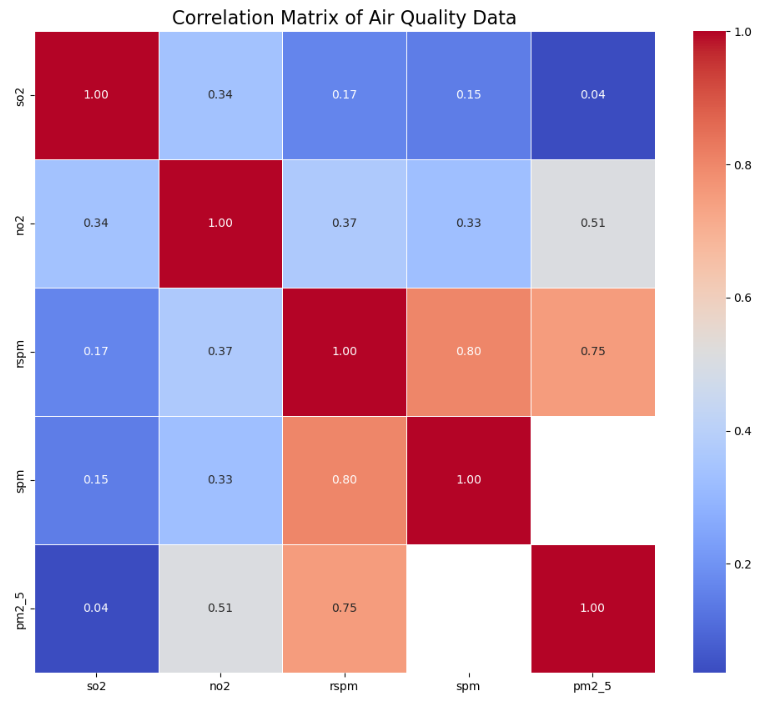 Correlation Matrix of Air Quality Data
so2 1.00 0.34 0.17 0.15 0.04
no2 0.34 1.00 0.37 0.33 0.51
rspm 0.17 0.37 1.00 0.80 0.75
spm 0.15 0.33 0.80 1.00
pm2_5 0.04 0.51 0.75 1.00
so2 no2 rspm spm pm2_5
1.0
0.8
0.6
0.4
0.2